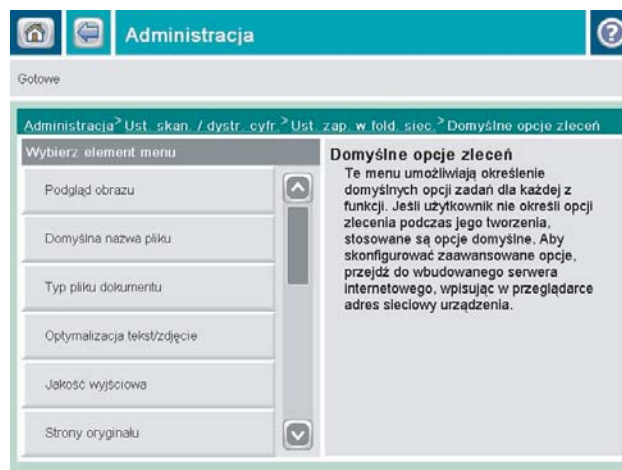 Administracja
?
Gotowe
Administracja > Ust. skan. / dystr. cyfr. > Ust. zap. w fold. siec. > Domyślne opcje zleceń
Wybierz element menu
Podgląd obrazu
Domyślna nazwa pliku
Typ pliku dokumentu
Optymalizacja tekst/zdjęcie
Jakość wyjściowa
Strony oryginału
Domyślne opcje zleceń
Te menu umożliwiają określenie
domyślnych opcji zadań dla każdej z
funkcji. Jeśli użytkownik nie określi opcji
zlecenia podczas jego tworzenia,
stosowane są opcje domyślne. Aby
skonfigurować zaawansowane opcje,
przejdź do wbudowanego serwera
internetowego, wpisując w przeglądarce
adres sieciowy urządzenia.